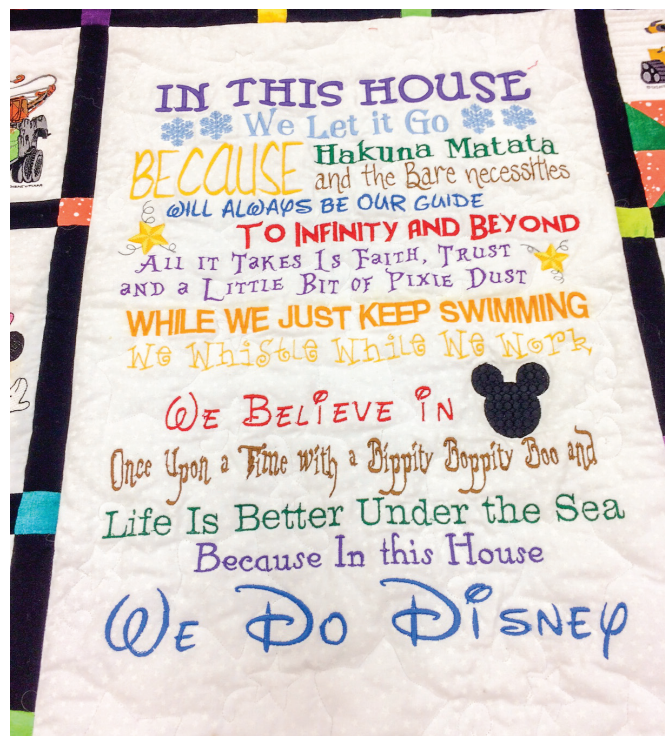 IN THIS HOUSE
We Let it Go
BECAUSE Hakuna Matata
and the Bare necessities
WILL ALWAYS BE OUR GUIDE
TO INFINITY AND BEYOND
ALL IT TAKES IS FAITH, TRUST
AND A LITTLE BIT OF PIXIE DUST
WHILE WE JUST KEEP SWIMMING
We Whistle While We Work
WE BELIEVE IN
Once Upon a Time with a Bippity Boppity Boo and
Life Is Better Under the Sea
Because In this House
WE DO DISNEY